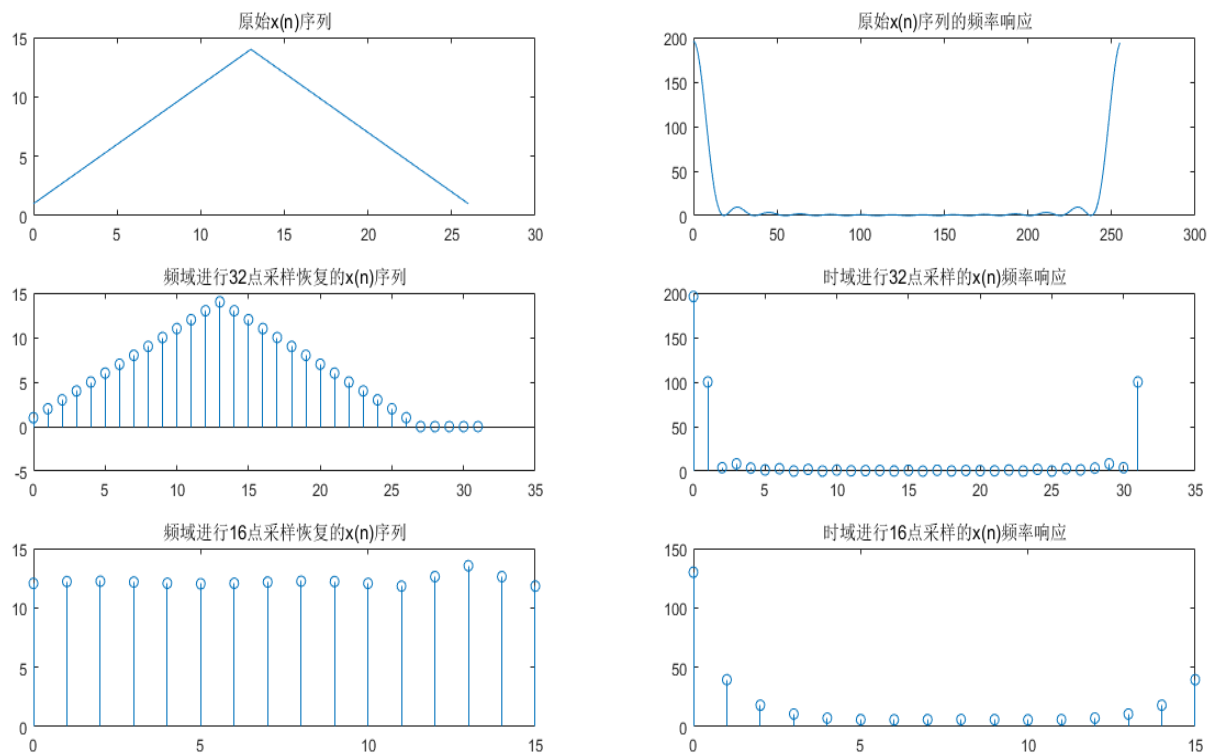 原始x(n)序列
15
10
5
0
0 5 10 15 20 25 30
原始x(n)序列的频率响应
200
150
100
50
0
0 50 100 150 200 250 300
频域进行32点采样恢复的x(n)序列
15
10
5
0
-5
0 5 10 15 20 25 30 35
时域进行32点采样的x(n)频率响应
200
150
100
50
0
0 5 10 15 20 25 30 35
频域进行16点采样恢复的x(n)序列
15
10
5
0
0 5 10 15
时域进行16点采样的x(n)频率响应
150
100
50
0
0 5 10 15